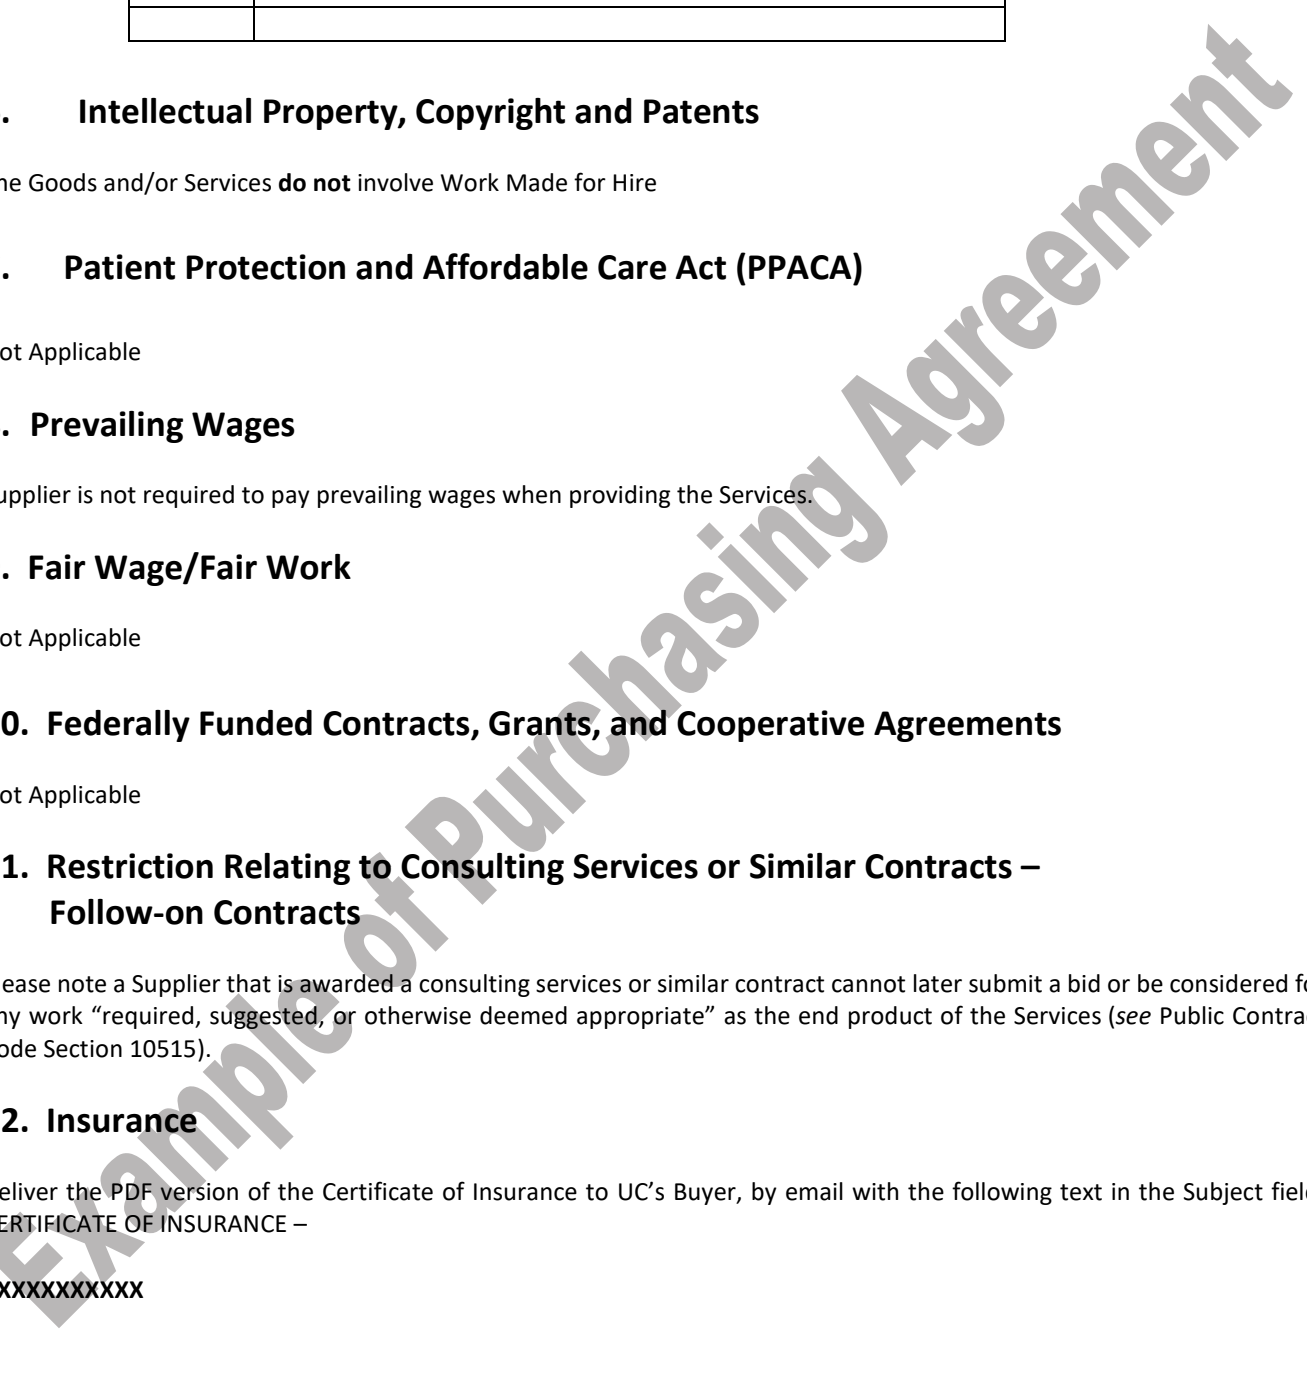 . Intellectual Property, Copyright and Patents
he Goods and/or Services do not involve Work Made for Hire
. Patient Protection and Affordable Care Act (PPACA)
ot Applicable
. Prevailing Wages
upplier is not required to pay prevailing wages when providing the Services.
. Fair Wage/Fair Work
ot Applicable
0. Federally Funded Contracts, Grants, and Cooperative Agreements
ot Applicable
1. Restriction Relating to Consulting Services or Similar Contracts –
Follow-on Contracts
ease note a Supplier that is awarded a consulting services or similar contract cannot later submit a bid or be considered fo
ny work “required, suggested, or otherwise deemed appropriate” as the end product of the Services (see Public Contra
ode Section 10515).
2. Insurance
eliver the PDF version of the Certificate of Insurance to UC’s Buyer, by email with the following text in the Subject fiel
ERTIFICATE OF INSURANCE –
XXXXXXXXXX
Example of Purchasing Agreement